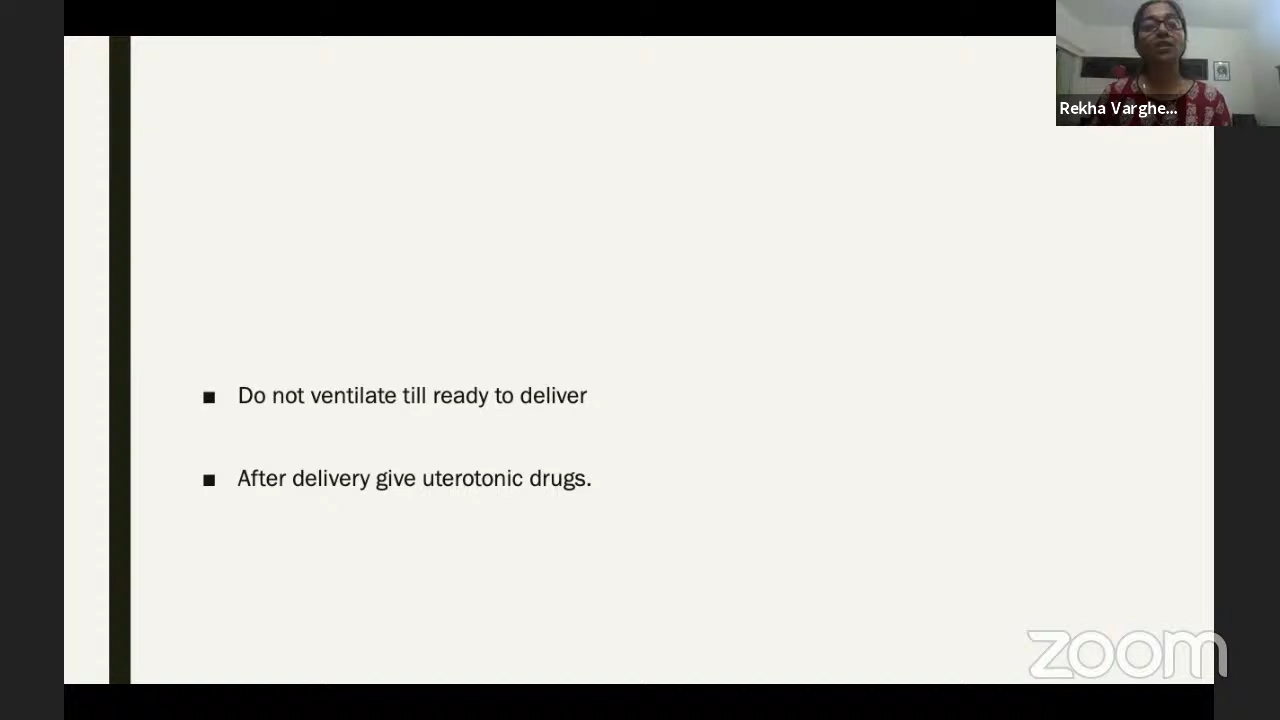 Rekha Varghe...
■ Do not ventilate till ready to deliver
■ After delivery give uterotonic drugs.
zoom